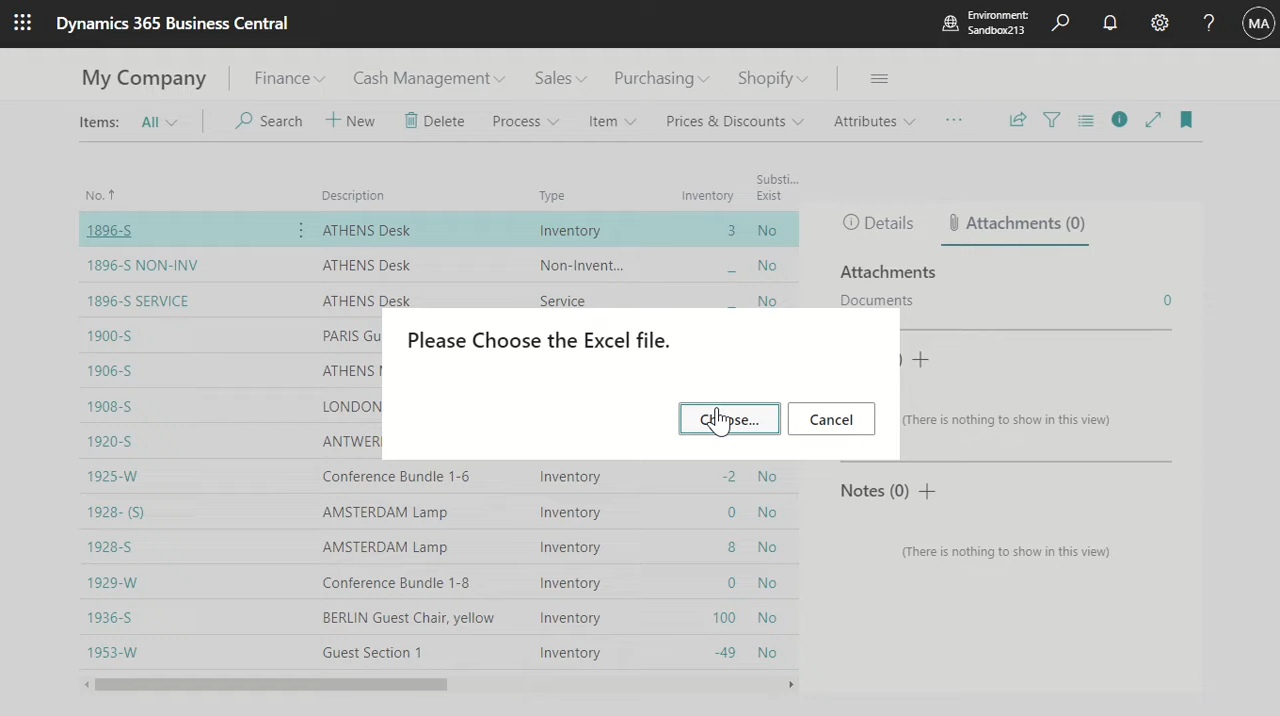 Dynamics 365 Business Central
Environment:
Sandbox213
?
MA
My Company
Finance
Cash Management
Sales
Purchasing
Shopify
Items:
All
Search
New
Delete
Process
Item
Prices & Discounts
Attributes
...
No. ↑
Description
Type
Inventory
Substi...
Exist
1896-S
ATHENS Desk
Inventory
3
No
1896-S NON-INV
ATHENS Desk
Non-Invent...
_
No
1896-S SERVICE
ATHENS Desk
Service
_
No
1900-S
PARIS Gu
1906-S
ATHENS
1908-S
LONDON
1920-S
ANTWER
1925-W
Conference Bundle 1-6
Inventory
-2
No
1928- (S)
AMSTERDAM Lamp
Inventory
0
No
1928-S
AMSTERDAM Lamp
Inventory
8
No
1929-W
Conference Bundle 1-8
Inventory
0
No
1936-S
BERLIN Guest Chair, yellow
Inventory
100
No
1953-W
Guest Section 1
Inventory
-49
No
Please Choose the Excel file.
Cancel
Details
Attachments (0)
Attachments
Documents
0
)
(There is nothing to show in this view)
Notes (0)
(There is nothing to show in this view)